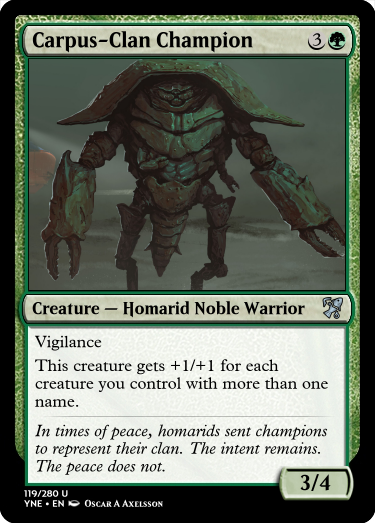 Carpus-Clan Champion 3
Creature — Homarid Noble Warrior
Vigilance
This creature gets +1/+1 for each
creature you control with more than one
name.
In times of peace, homarids sent champions
to represent their clan. The intent remains.
The peace does not.
3/4
119/280 U
YNE • EN Oscar A Axelsson